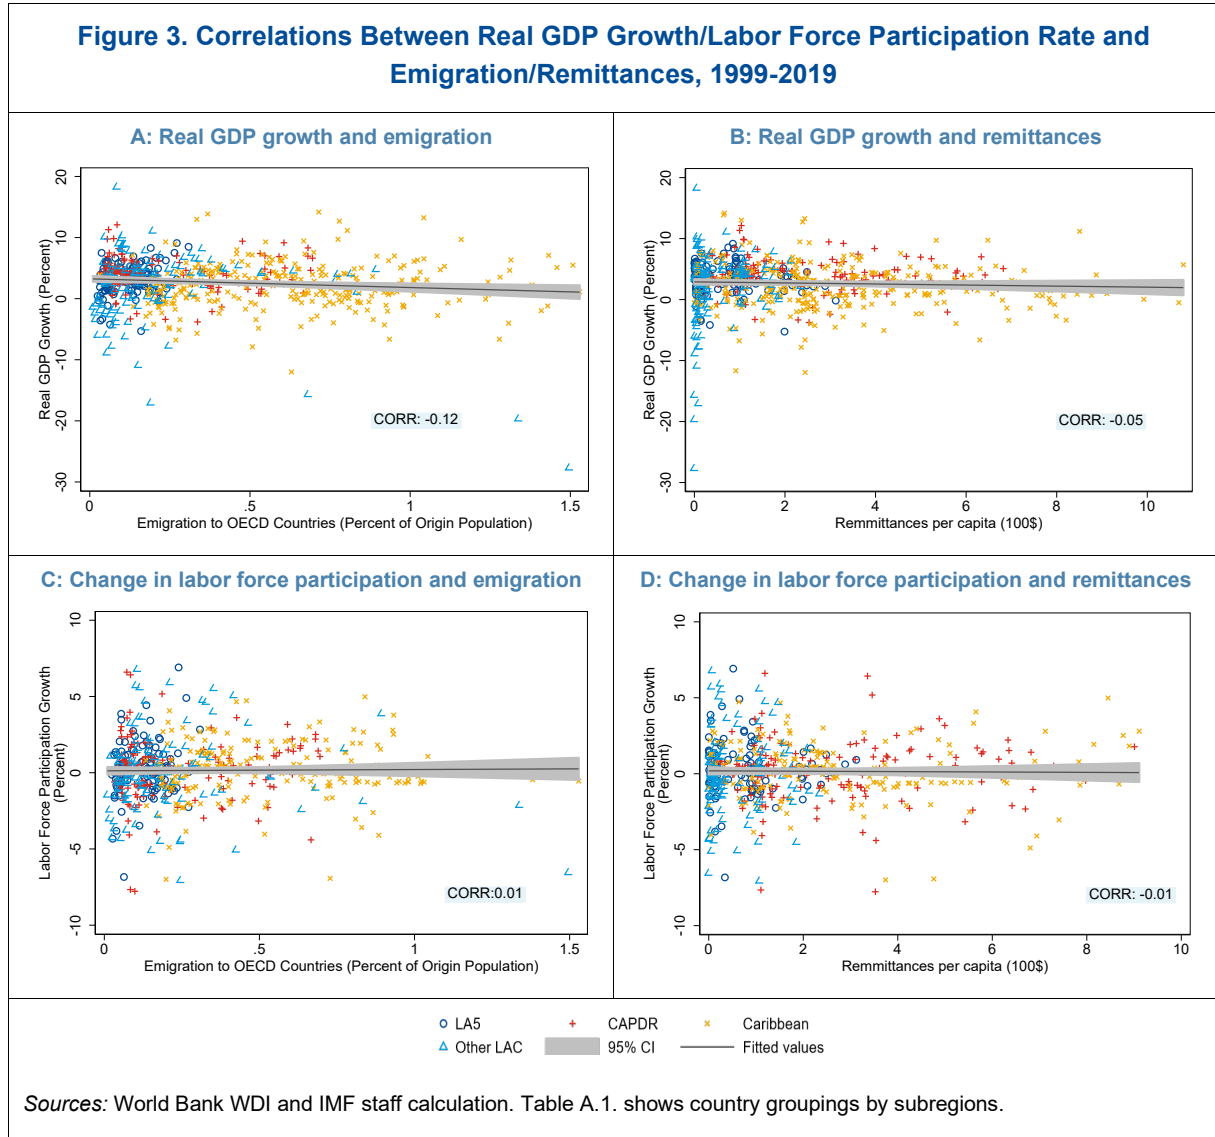 Figure 3. Correlations Between Real GDP Growth/Labor Force Participation Rate and
Emigration/Remittances, 1999-2019
A: Real GDP growth and emigration
Real GDP Growth (Percent)
20
10
0
-10
-20
-30
CORR: -0.12
0
.5
1
1.5
Emigration to OECD Countries (Percent of Origin Population)
B: Real GDP growth and remittances
Real GDP Growth (Percent)
20
10
0
-10
-20
-30
CORR: -0.05
0
2
4
6
8
10
Remmittances per capita (100$)
C: Change in labor force participation and emigration
Labor Force Participation Growth
(Percent)
10
5
0
-5
-10
CORR:0.01
0
.5
1
1.5
Emigration to OECD Countries (Percent of Origin Population)
D: Change in labor force participation and remittances
Labor Force Participation Growth
(Percent)
10
5
0
-5
-10
CORR: -0.01
0
2
4
6
8
10
Remmittances per capita (100$)
LA5
CAPDR
Caribbean
Other LAC
95% CI
Fitted values
Sources: World Bank WDI and IMF staff calculation. Table A.1. shows country groupings by subregions.